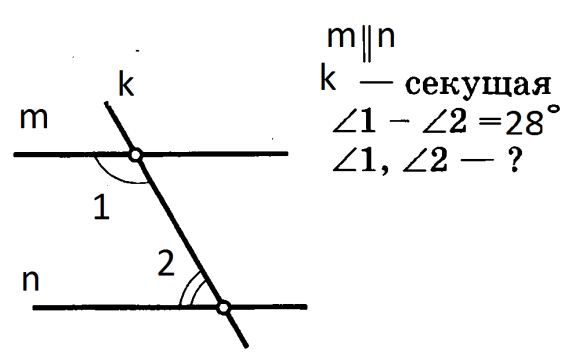 k
m
1
2
n
m∥n
k — секущая
∠1 − ∠2 = 28°
∠1, ∠2 — ?